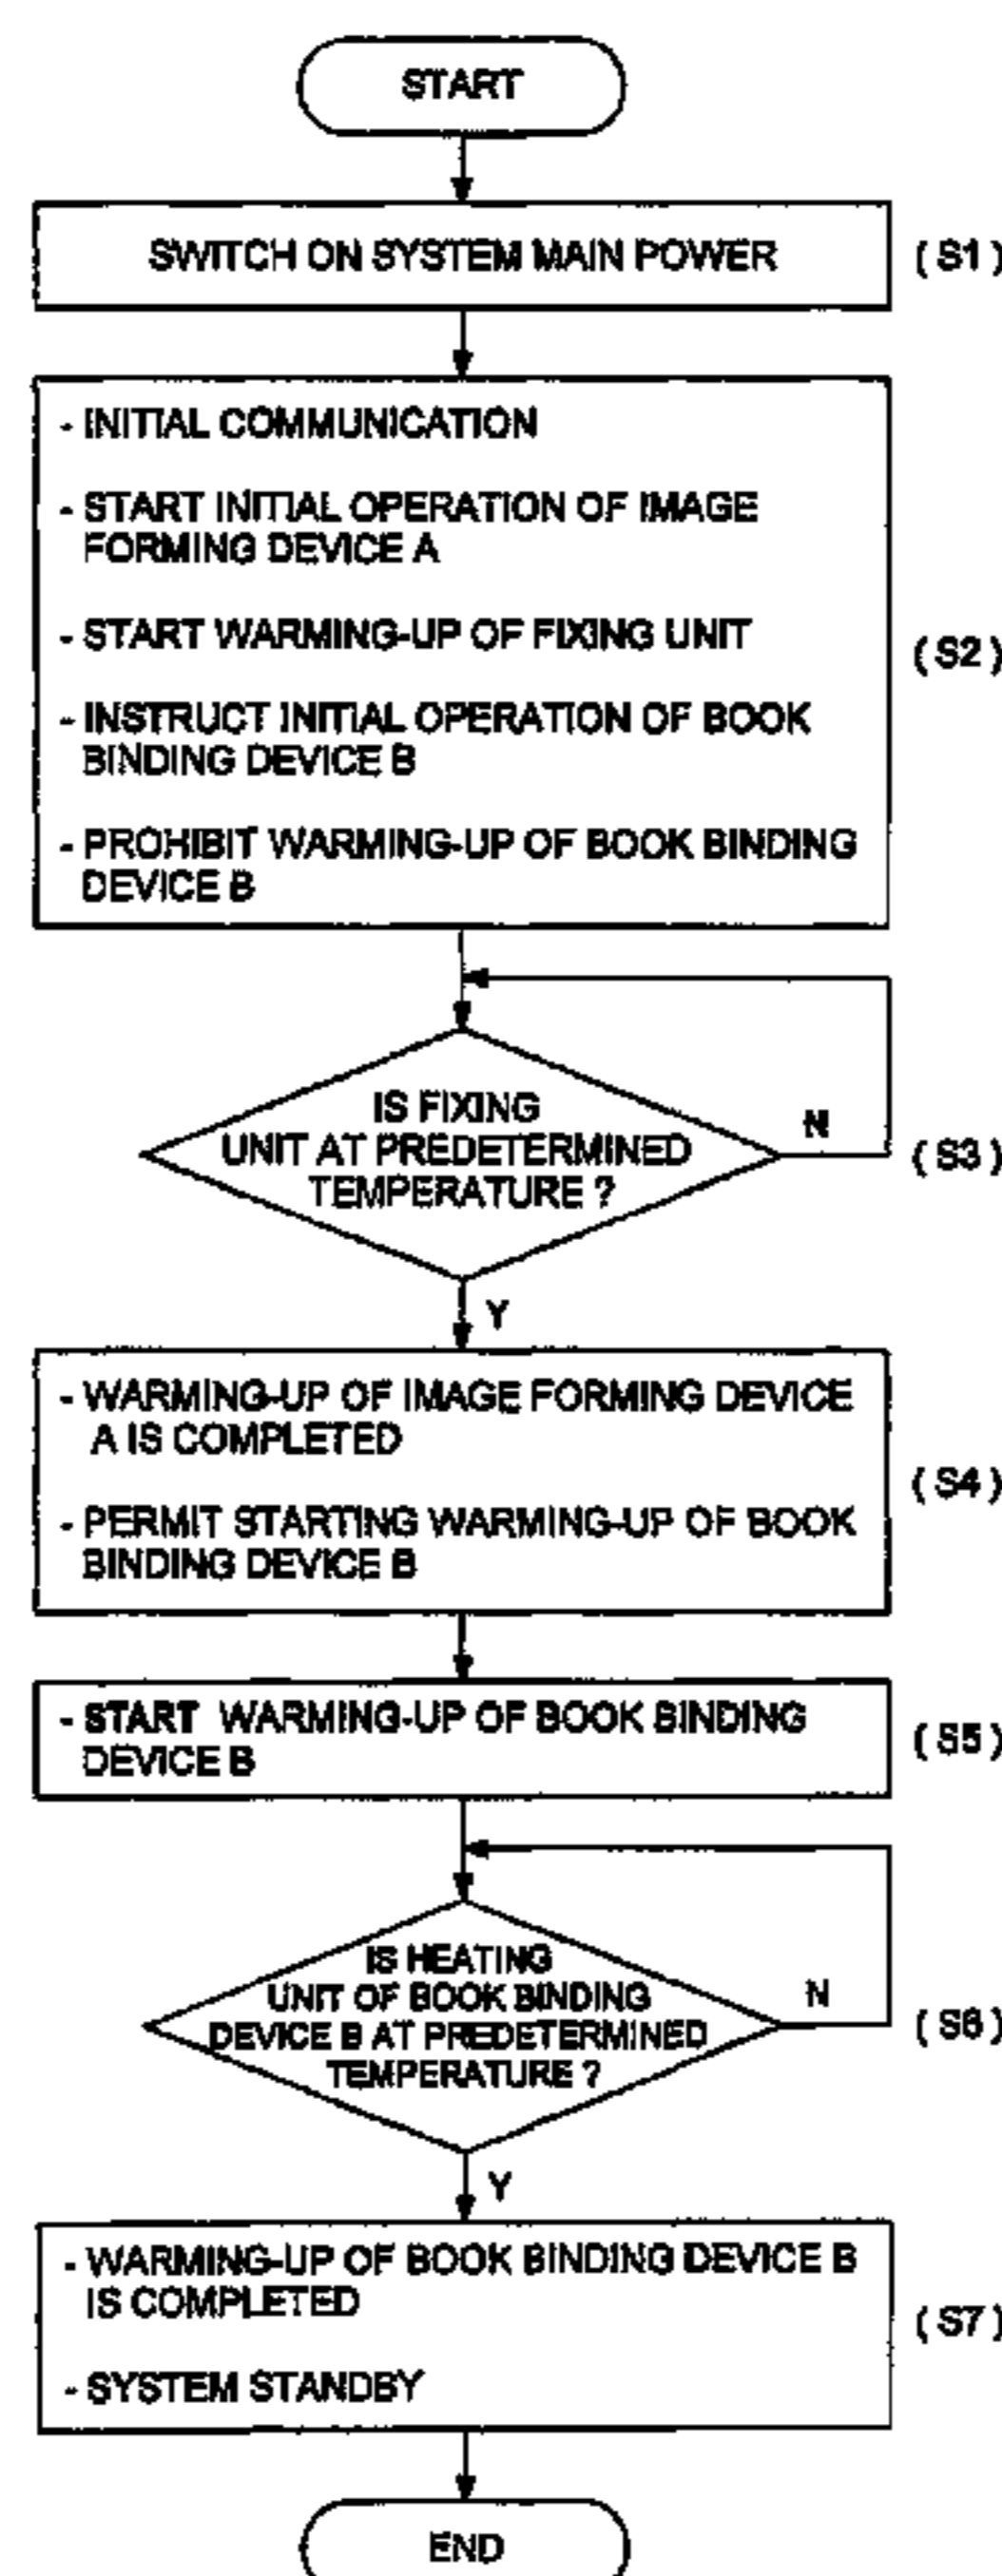 START
SWITCH ON SYSTEM MAIN POWER
( S1 )
- INITIAL COMMUNICATION
- START INITIAL OPERATION OF IMAGE
FORMING DEVICE A
- START WARMING-UP OF FIXING UNIT
- INSTRUCT INITIAL OPERATION OF BOOK
BINDING DEVICE B
- PROHIBIT WARMING-UP OF BOOK BINDING
DEVICE B
( S2 )
IS FIXING
UNIT AT PREDETERMINED
TEMPERATURE ?
N
( S3 )
Y
- WARMING-UP OF IMAGE FORMING DEVICE
A IS COMPLETED
- PERMIT STARTING WARMING-UP OF BOOK
BINDING DEVICE B
( S4 )
- START WARMING-UP OF BOOK BINDING
DEVICE B
( S5 )
IS HEATING
UNIT OF BOOK BINDING
DEVICE B AT PREDETERMINED
TEMPERATURE ?
N
( S6 )
Y
- WARMING-UP OF BOOK BINDING DEVICE B
IS COMPLETED
- SYSTEM STANDBY
( S7 )
END